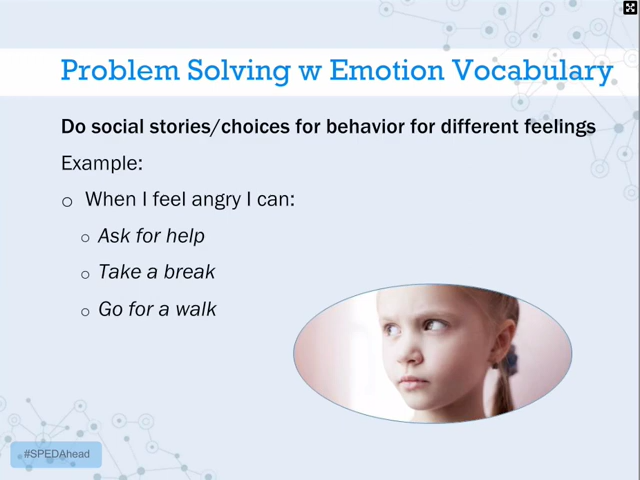 Problem Solving w Emotion Vocabulary
Do social stories/choices for behavior for different feelings
Example:
o When I feel angry I can:
o Ask for help
o Take a break
o Go for a walk
#SPEDAhead